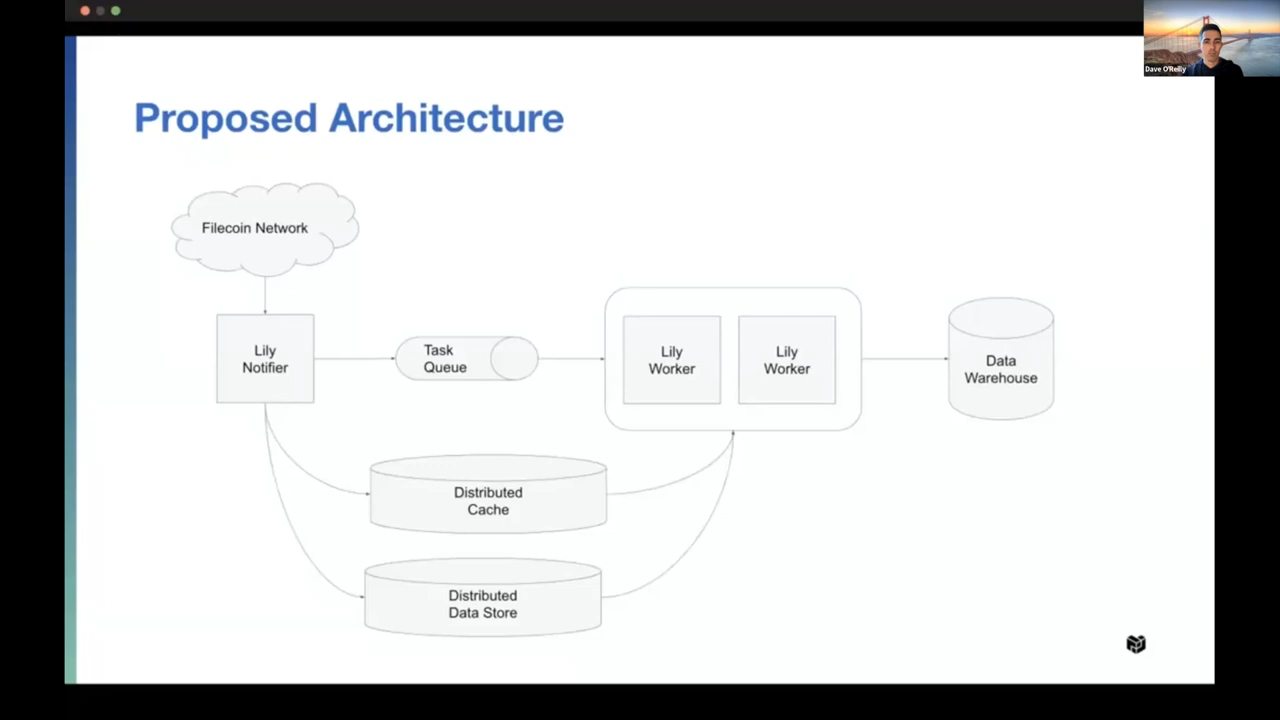 Dave O'Reilly
Proposed Architecture
Filecoin Network
Lily
Notifier
Task
Queue
Lily
Worker
Lily
Worker
Data
Warehouse
Distributed
Cache
Distributed
Data Store